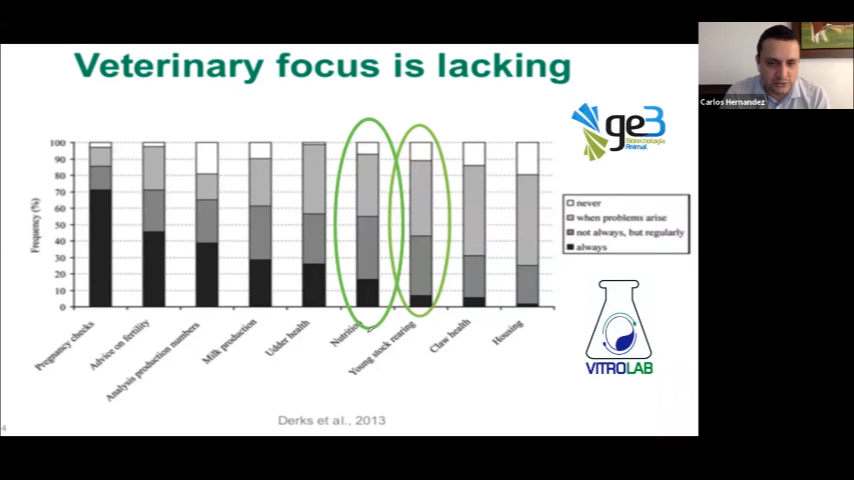 Veterinary focus is lacking
Carlos Hernandez
ge3
Biotecnología
Animal
100
90
80
70
60
50
40
30
20
10
0
Frequency (%)
never
when problems arise
not always, but regularly
always
Pregnancy checks
Advice on fertility
Analysis production numbers
Milk production
Udder health
Nutrition
Young stock rearing
Claw health
Housing
VITROLAB
Derks et al., 2013
4